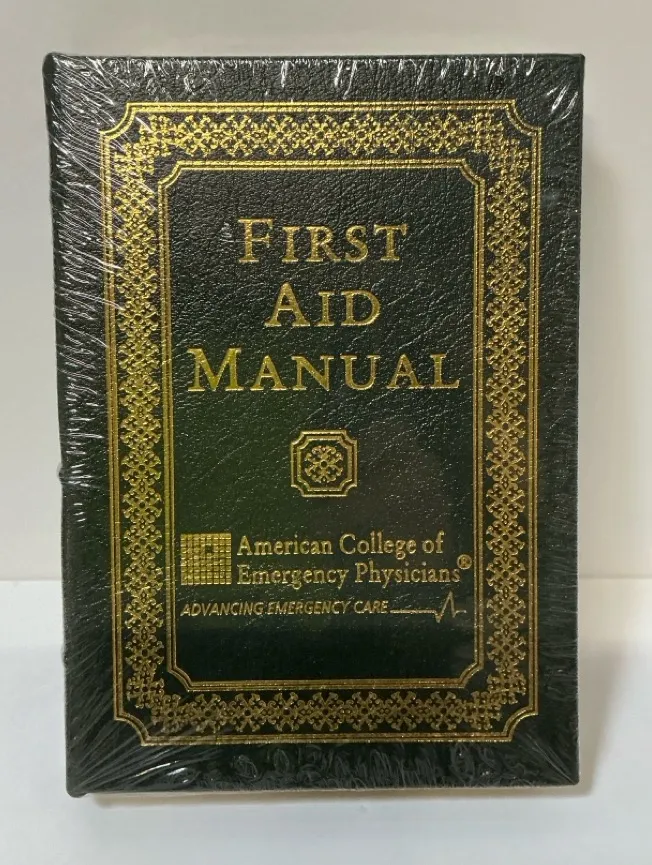 FIRST
AID
MANUAL
American College of
Emergency Physicians®
ADVANCING EMERGENCY CARE